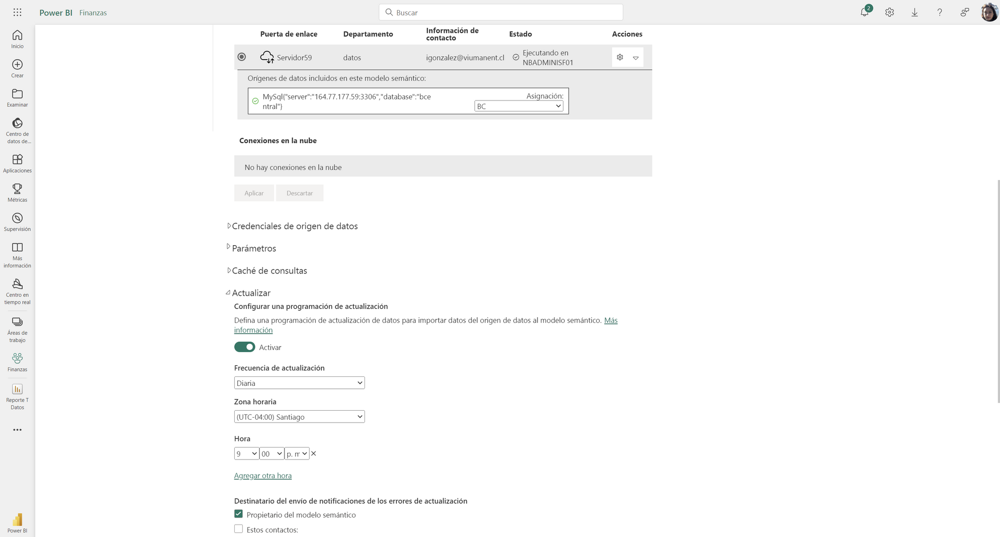 Power BI
Finanzas
Buscar
2
Inicio
Crear
Examinar
Centro de
datos de...
Aplicaciones
Métricas
Supervisión
Más
información
Centro en
tiempo real
Áreas de
trabajo
Finanzas
Reporte T
Datos
Power BI
Puerta de enlace
Departamento
Información de
contacto
Estado
Acciones
Servidor59
datos
igonzalez@viumanent.cl
Ejecutando en
NBADMINISF01
Orígenes de datos incluidos en este modelo semántico:
MySql{"server":"164.77.177.59:3306","database":"bce
ntral"}
Asignación:
BC
Conexiones en la nube
No hay conexiones en la nube
Aplicar
Descartar
Credenciales de origen de datos
Parámetros
Caché de consultas
Actualizar
Configurar una programación de actualización
Defina una programación de actualización de datos para importar datos del origen de datos al modelo semántico. Más
información
Activar
Frecuencia de actualización
Diaria
Zona horaria
(UTC-04:00) Santiago
Hora
9 00 p. m
Agregar otra hora
Destinatario del envío de notificaciones de los errores de actualización
Propietario del modelo semántico
Estos contactos: